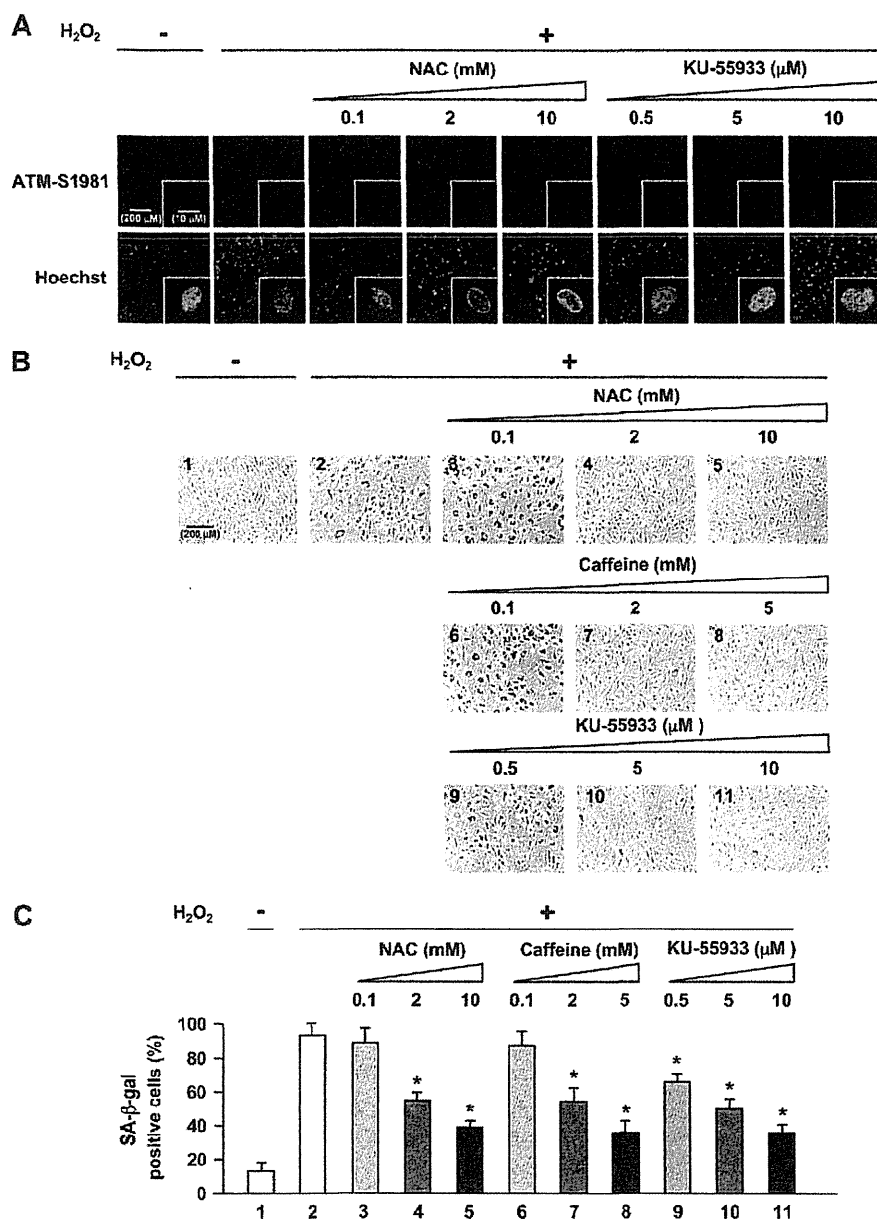 A
H₂O₂ - +
NAC (mM) KU-55933 (μM)
0.1 2 10 0.5 5 10
ATM-S1981
(200 μM) (10 μM)
Hoechst
B
H₂O₂ - +
NAC (mM)
0.1 2 10
1 2 3 4 5
(200 μM)
Caffeine (mM)
0.1 2 5
6 7 8
KU-55933 (μM )
0.5 5 10
9 10 11
C
H₂O₂ - +
NAC (mM) Caffeine (mM) KU-55933 (μM )
0.1 2 10 0.1 2 5 0.5 5 10
SA-β-gal
positive cells (%)
100
80
60
40
20
0
* * * * * * *
1 2 3 4 5 6 7 8 9 10 11